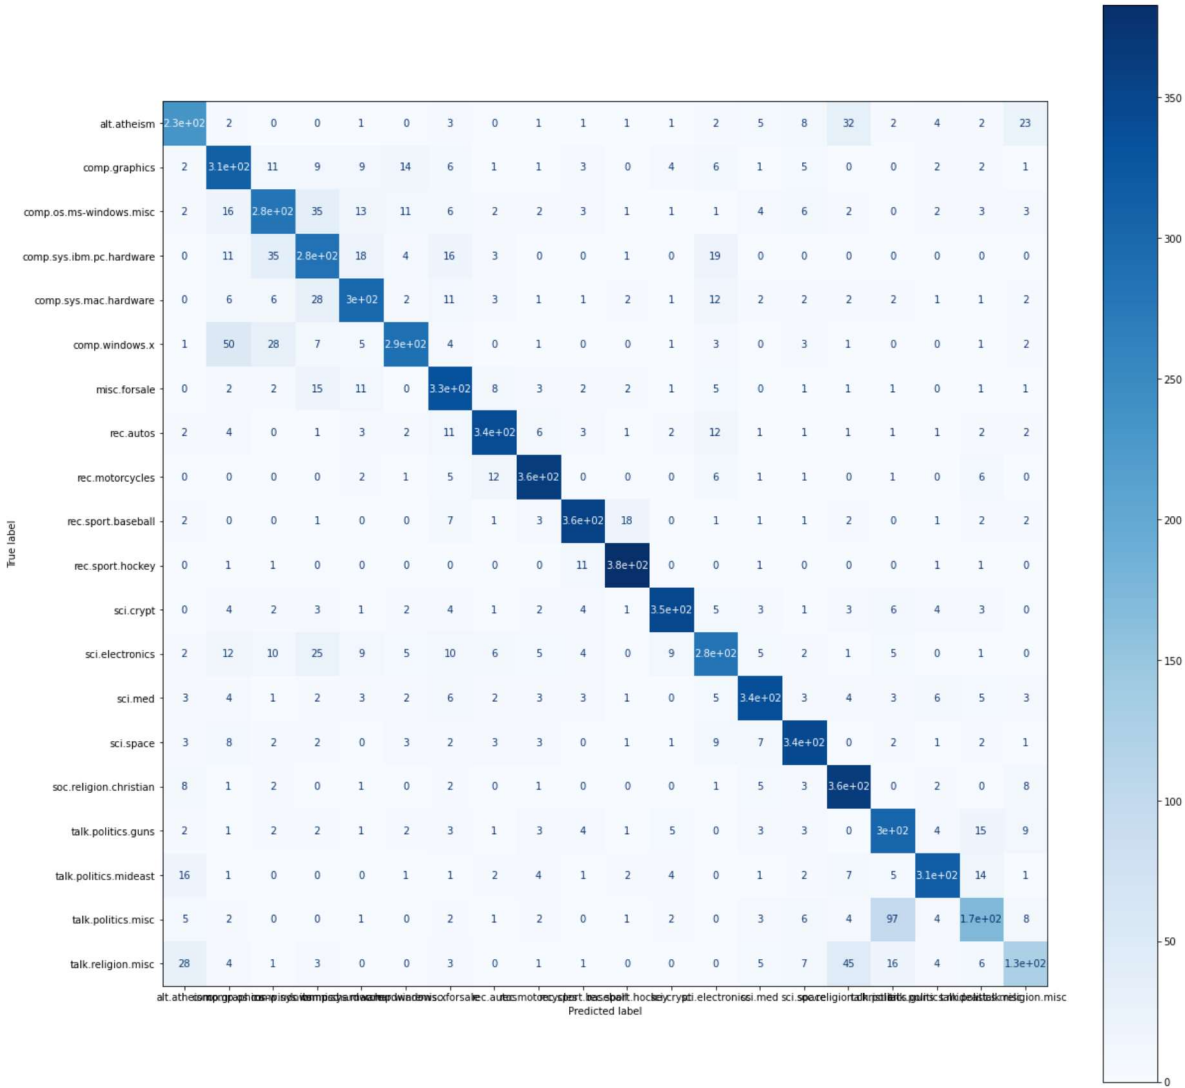 alt.atheism 2.3e+02 2 0 0 1 0 3 0 1 1 1 1 2 5 8 32 2 4 2 23
comp.graphics 2 3.1e+02 11 9 9 14 6 1 1 3 0 4 6 1 5 0 0 2 2 1
comp.os.ms-windows.misc 2 16 2.8e+02 35 13 11 6 2 2 3 1 1 1 4 6 2 0 2 3 3
comp.sys.ibm.pc.hardware 0 11 35 2.8e+02 18 4 16 3 0 0 1 0 19 0 0 0 0 0 0 0
comp.sys.mac.hardware 0 6 6 28 3e+02 2 11 3 1 1 2 1 12 2 2 2 2 1 1 2
comp.windows.x 1 50 28 7 5 2.9e+02 4 0 1 0 0 1 3 0 3 1 0 0 1 2
misc.forsale 0 2 2 15 11 0 3.3e+02 8 3 2 2 1 5 0 1 1 1 0 1 1
rec.autos 2 4 0 1 3 2 11 3.4e+02 6 3 1 2 12 1 1 1 1 1 2 2
rec.motorcycles 0 0 0 0 2 1 5 12 3.6e+02 0 0 0 6 1 1 0 1 0 6 0
rec.sport.baseball 2 0 0 1 0 0 7 1 3 3.6e+02 18 0 1 1 1 2 0 1 2 2
rec.sport.hockey 0 1 1 0 0 0 0 0 0 11 3.8e+02 0 0 1 0 0 0 1 1 0
sci.crypt 0 4 2 3 1 2 4 1 2 4 1 3.5e+02 5 3 1 3 6 4 3 0
sci.electronics 2 12 10 25 9 5 10 6 5 4 0 9 2.8e+02 5 2 1 5 0 1 0
sci.med 3 4 1 2 3 2 6 2 3 3 1 0 5 3.4e+02 3 4 3 6 5 3
sci.space 3 8 2 2 0 3 2 3 3 0 1 1 9 7 3.4e+02 0 2 1 2 1
soc.religion.christian 8 1 2 0 1 0 2 0 1 0 0 0 1 5 3 3.6e+02 0 2 0 8
talk.politics.guns 2 1 2 2 1 2 3 1 3 4 1 5 0 3 3 0 3e+02 4 15 9
talk.politics.mideast 16 1 0 0 0 1 1 2 4 1 2 4 0 1 2 7 5 3.1e+02 14 1
talk.politics.misc 5 2 0 0 1 0 2 1 2 0 1 2 0 3 6 4 97 4 1.7e+02 8
talk.religion.misc 28 4 1 3 0 0 3 0 1 1 0 0 0 5 7 45 16 4 6 1.3e+02
True label
Predicted label
350
300
250
200
150
100
50
0